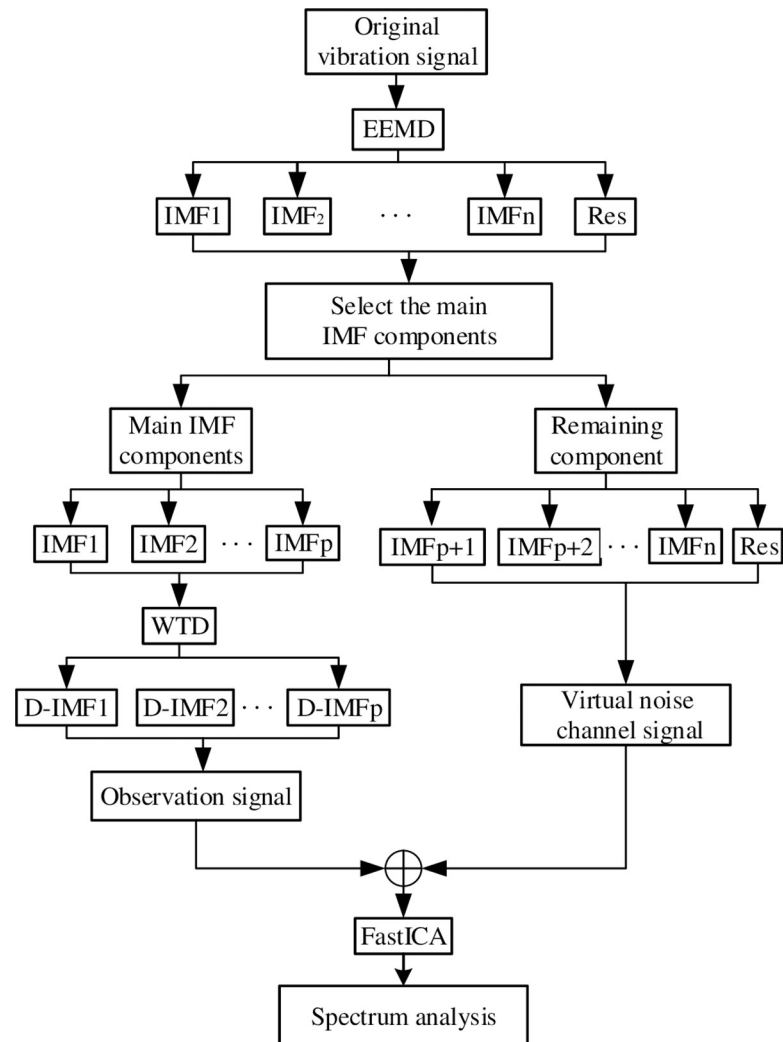 Original
vibration signal
EEMD
IMF1 IMF2 ... IMFn Res
Select the main
IMF components
Main IMF
components
Remaining
component
IMF1 IMF2 ... IMFp
IMFp+1 IMFp+2 ... IMFn Res
WTD
D-IMF1 D-IMF2 ... D-IMFp
Virtual noise
channel signal
Observation signal
FastICA
Spectrum analysis